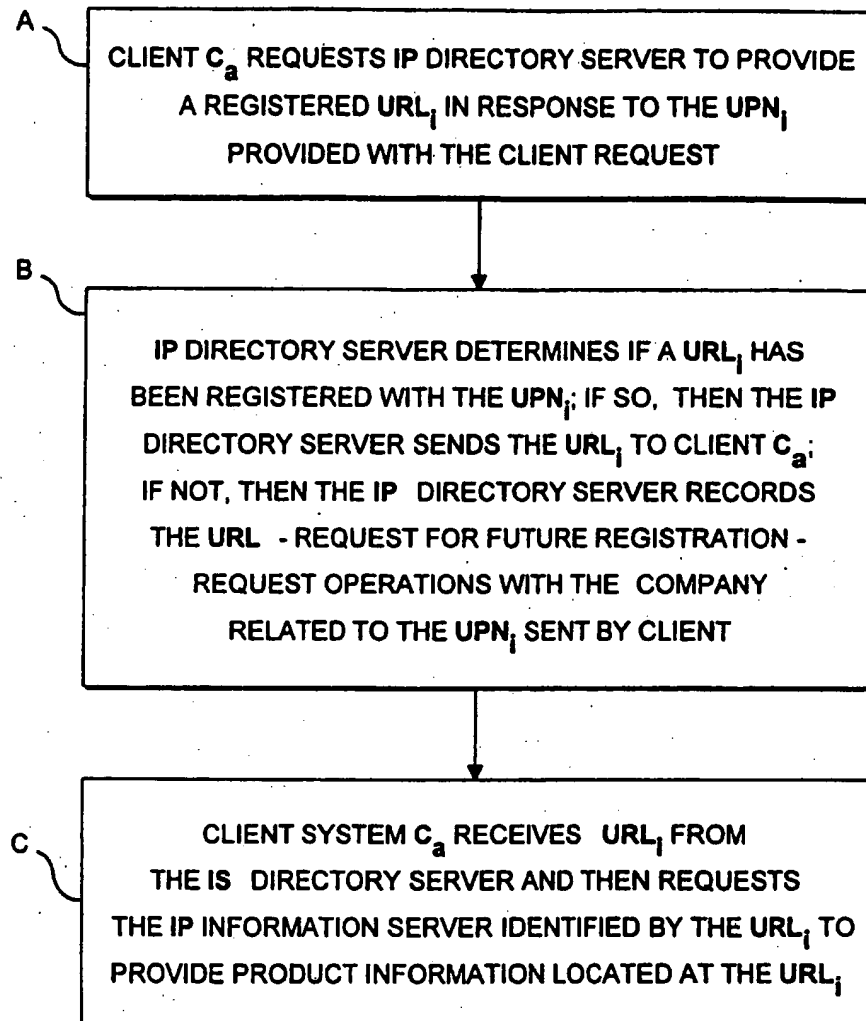 A
CLIENT Ca REQUESTS IP DIRECTORY SERVER TO PROVIDE
A REGISTERED URLi IN RESPONSE TO THE UPNi
PROVIDED WITH THE CLIENT REQUEST
B
IP DIRECTORY SERVER DETERMINES IF A URLi HAS
BEEN REGISTERED WITH THE UPNi; IF SO, THEN THE IP
DIRECTORY SERVER SENDS THE URLi TO CLIENT Ca;
IF NOT, THEN THE IP DIRECTORY SERVER RECORDS
THE URL - REQUEST FOR FUTURE REGISTRATION -
REQUEST OPERATIONS WITH THE COMPANY
RELATED TO THE UPNi SENT BY CLIENT
C
CLIENT SYSTEM Ca RECEIVES URLi FROM
THE IS DIRECTORY SERVER AND THEN REQUESTS
THE IP INFORMATION SERVER IDENTIFIED BY THE URLi TO
PROVIDE PRODUCT INFORMATION LOCATED AT THE URLi